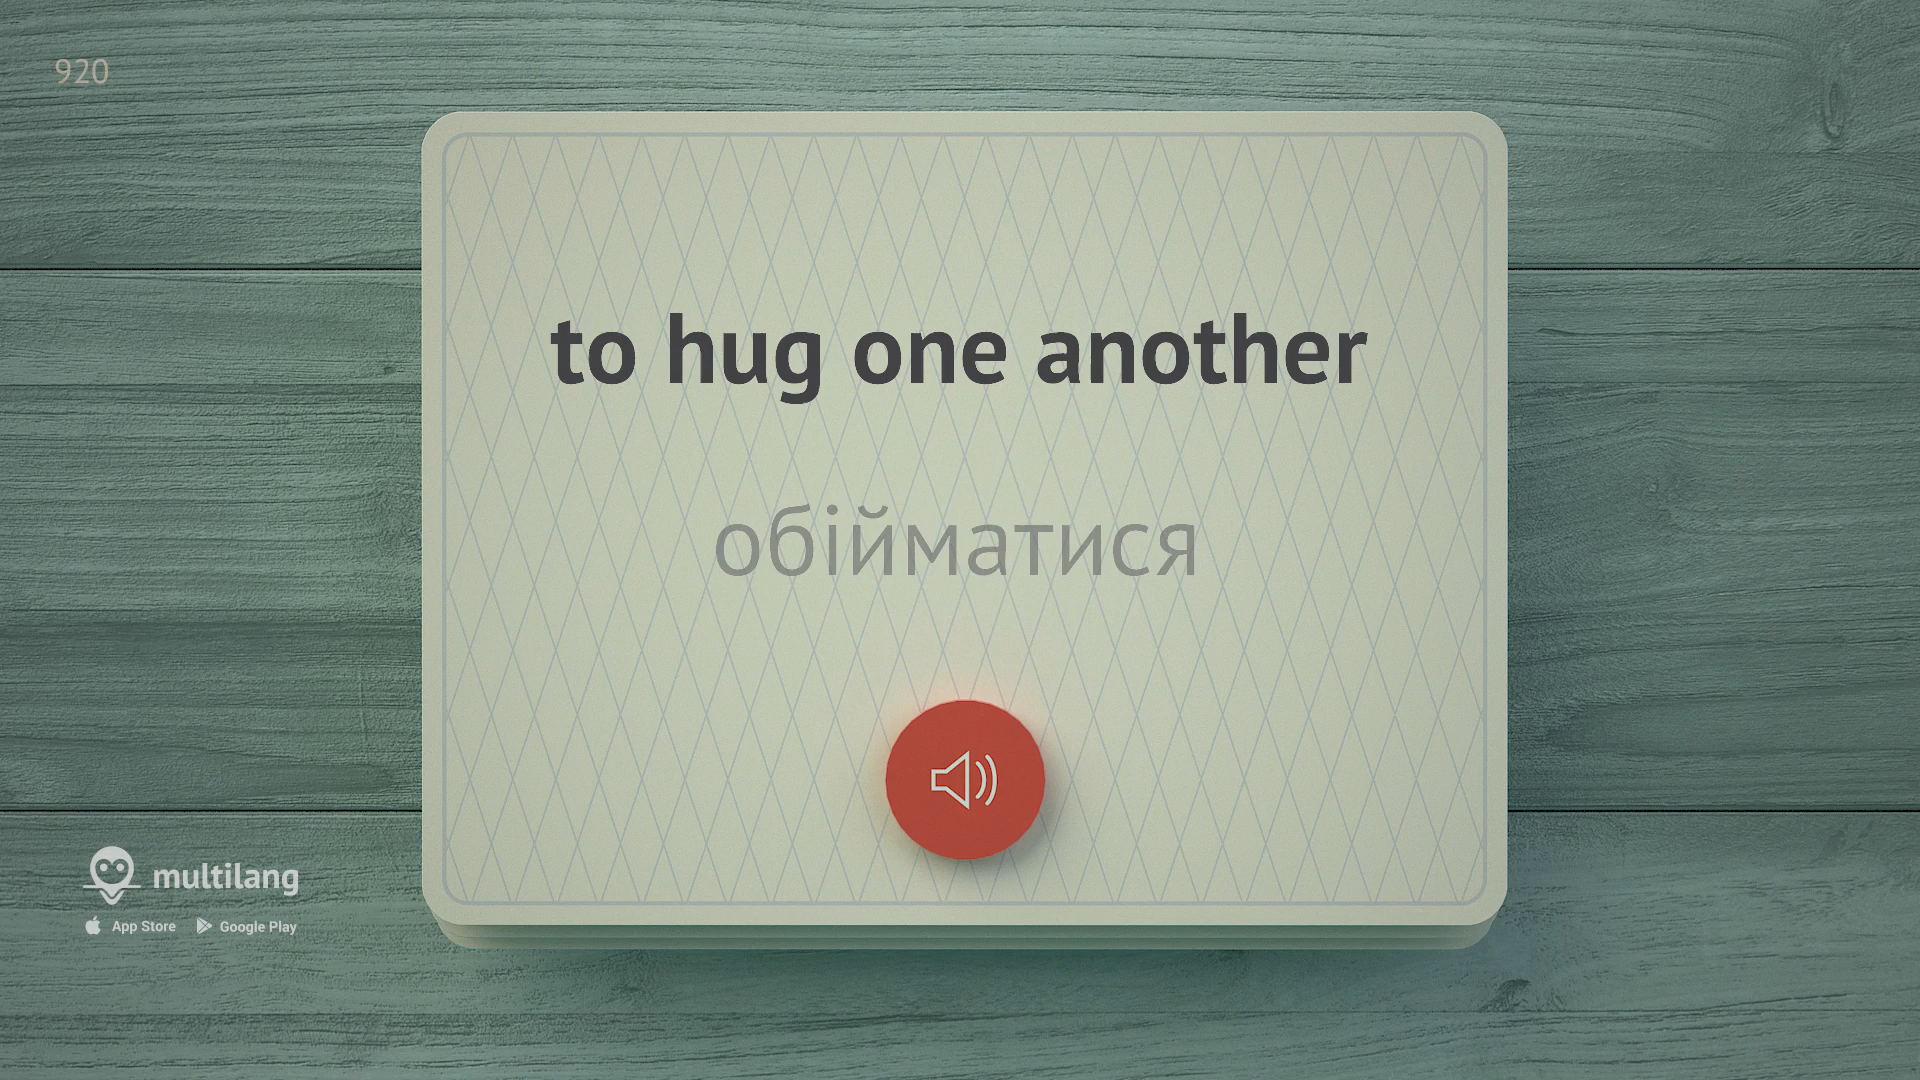 920
to hug one another
обійматися
multilang
App Store
Google Play